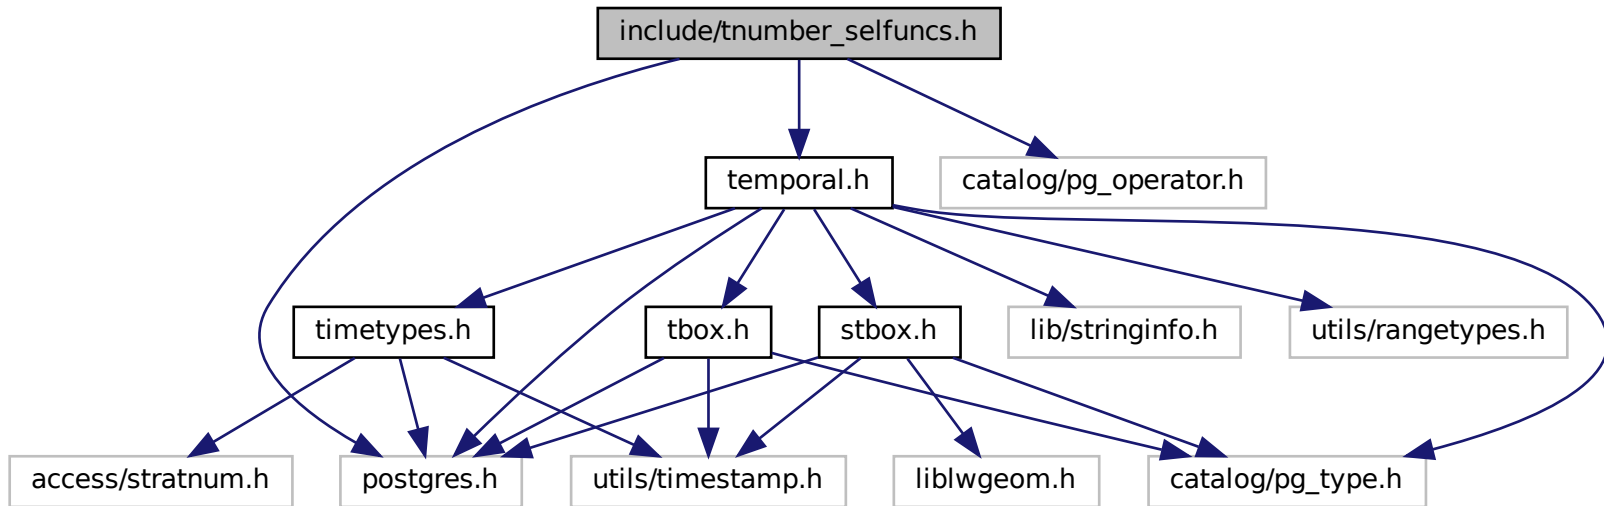 include/tnumber_selfuncs.h
temporal.h
catalog/pg_operator.h
timetypes.h
tbox.h
stbox.h
lib/stringinfo.h
utils/rangetypes.h
access/stratnum.h
postgres.h
utils/timestamp.h
liblwgeom.h
catalog/pg_type.h